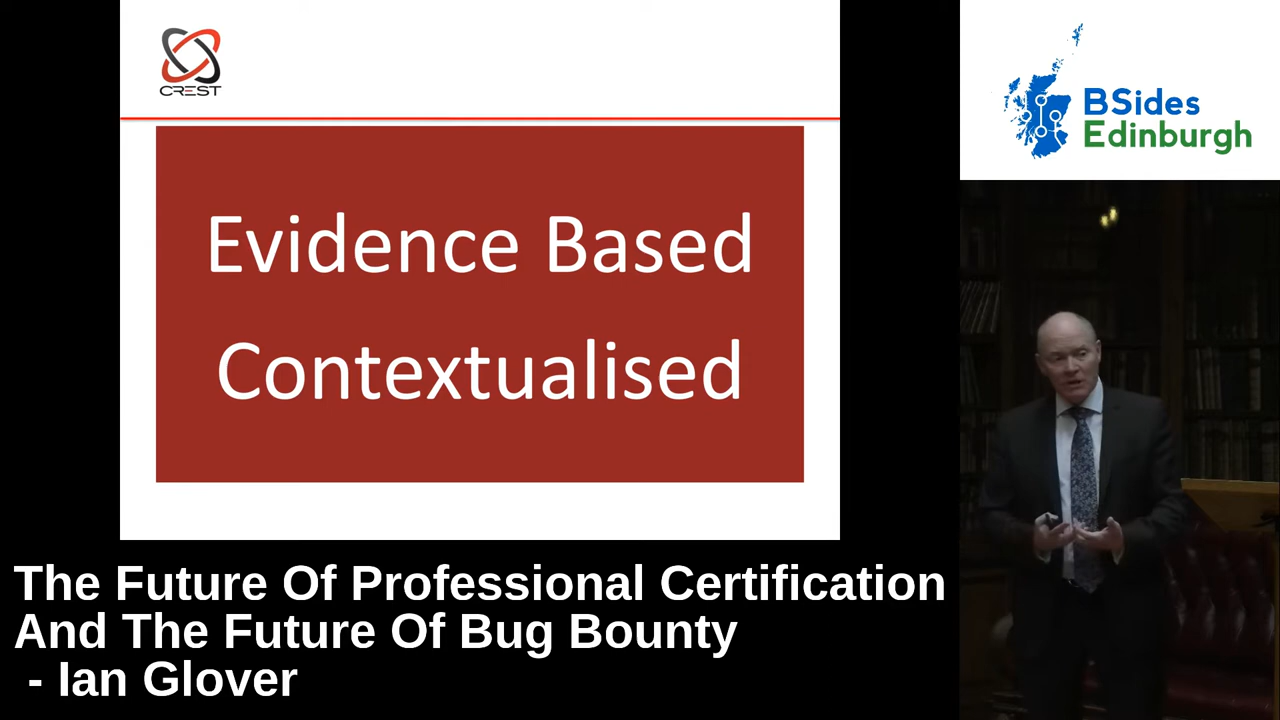 CREST
Evidence Based
Contextualised
BSides
Edinburgh
The Future Of Professional Certification
And The Future Of Bug Bounty
- Ian Glover